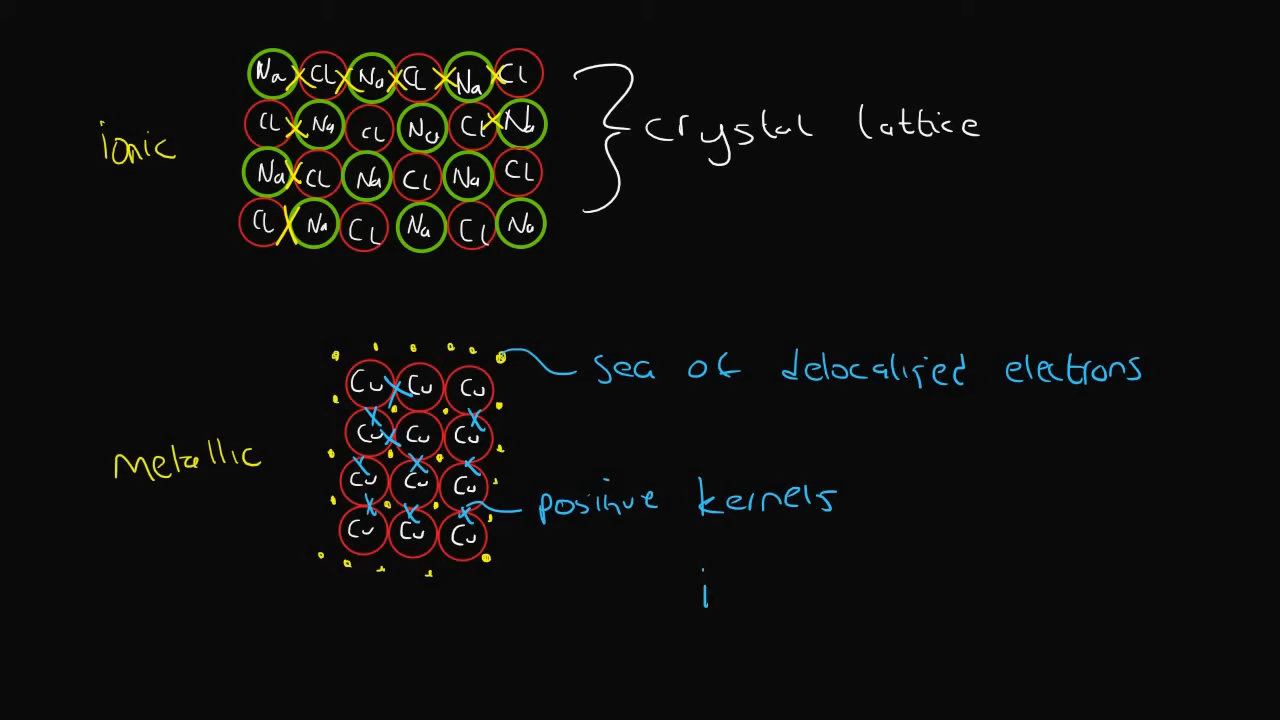 Na Cl Na Cl Na Cl
Cl Na Cl Na Cl Na
crystal lattice
ionic
Na Cl Na Cl Na Cl
Cl Na Cl Na Cl Na
sea of delocalised electrons
Cu Cu Cu
Cu Cu Cu
metallic
Cu Cu Cu
positive kernels
Cu Cu Cu
i